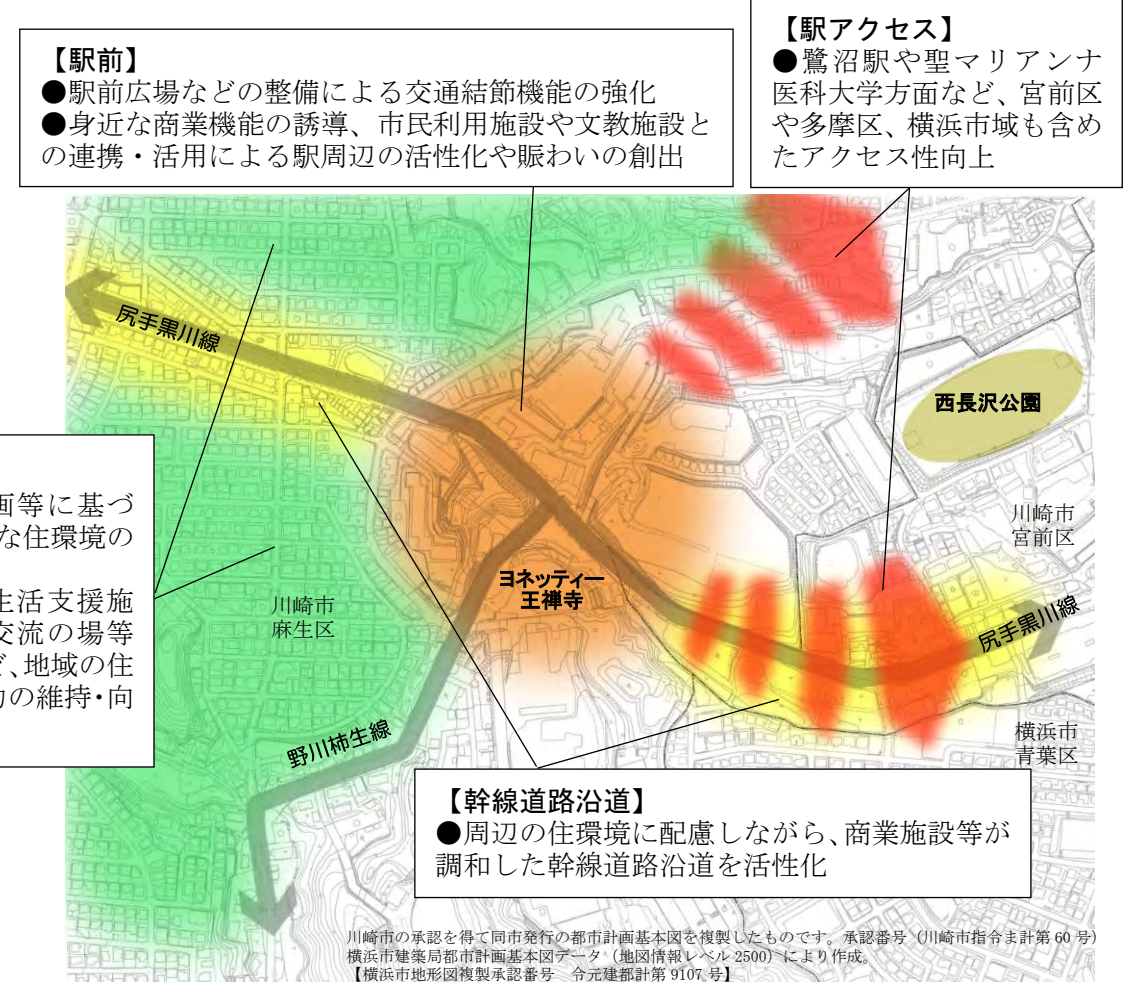 【駅前】
●駅前広場などの整備による交通結節機能の強化
●身近な商業機能の誘導、市民利用施設や文教施設と
の連携・活用による駅周辺の活性化や賑わいの創出
【駅アクセス】
●鷺沼駅や聖マリアンナ
医科大学方面など、宮前区
や多摩区、横浜市域も含め
たアクセス性向上
尻手黒川線
西長沢公園
画等に基づ
な住環境の
生活支援施
交流の場等
、地域の住
の維持・向
川崎市
宮前区
ヨネッティー
王禅寺
川崎市
麻生区
尻手黒川線
野川柿生線
横浜市
青葉区
【幹線道路沿道】
●周辺の住環境に配慮しながら、商業施設等が
調和した幹線道路沿道を活性化
川崎市の承認を得て同市発行の都市計画基本図を複製したものです。承認番号（川崎市指令ま計第 60 号）
横浜市建築局都市計画基本図データ（地図情報レベル 2500）により作成。
【横浜市地形図複製承認番号　令元建都計第 9107 号】